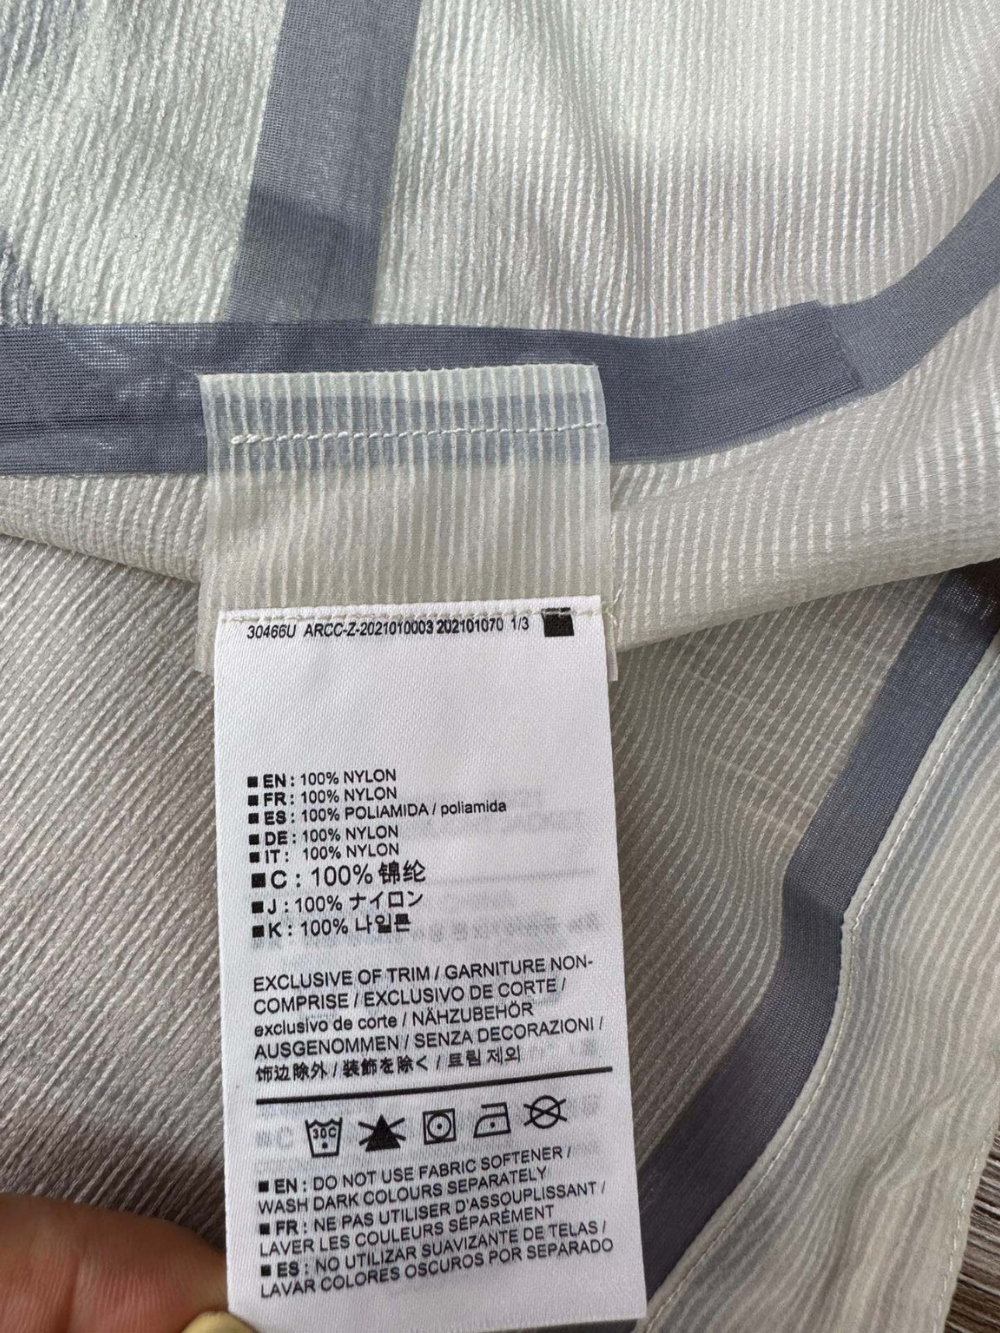 30466U ARCC-Z-2021010003 202101070 1/3
■ EN : 100% NYLON
■ FR : 100% NYLON
■ ES : 100% POLIAMIDA / poliamida
■ DE : 100% NYLON
■ IT : 100% NYLON
■ C : 100% 锦纶
■ J : 100% ナイロン
■ K : 100% 나일론
EXCLUSIVE OF TRIM / GARNITURE NON-
COMPRISE / EXCLUSIVO DE CORTE /
exclusivo de corte / NÄHZUBEHÖR
AUSGENOMMEN / SENZA DECORAZIONI /
饰边除外 / 装飾を除く / 트림 제외
30C
■ EN : DO NOT USE FABRIC SOFTENER /
WASH DARK COLOURS SEPARATELY
■ FR : NE PAS UTILISER D'ASSOUPLISSANT /
LAVER LES COULEURS SÉPARÉMENT
■ ES : NO UTILIZAR SUAVIZANTE DE TELAS /
LAVAR COLORES OSCUROS POR SEPARADO